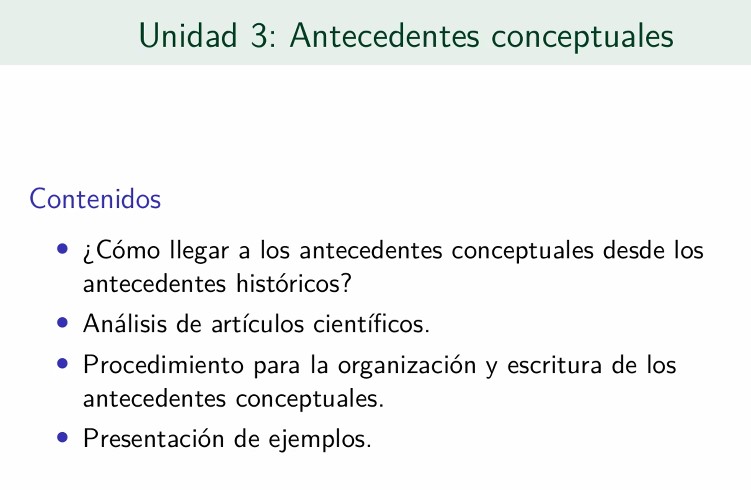 Unidad 3: Antecedentes conceptuales
Contenidos
• ¿Cómo llegar a los antecedentes conceptuales desde los
antecedentes históricos?
• Análisis de artículos científicos.
• Procedimiento para la organización y escritura de los
antecedentes conceptuales.
• Presentación de ejemplos.